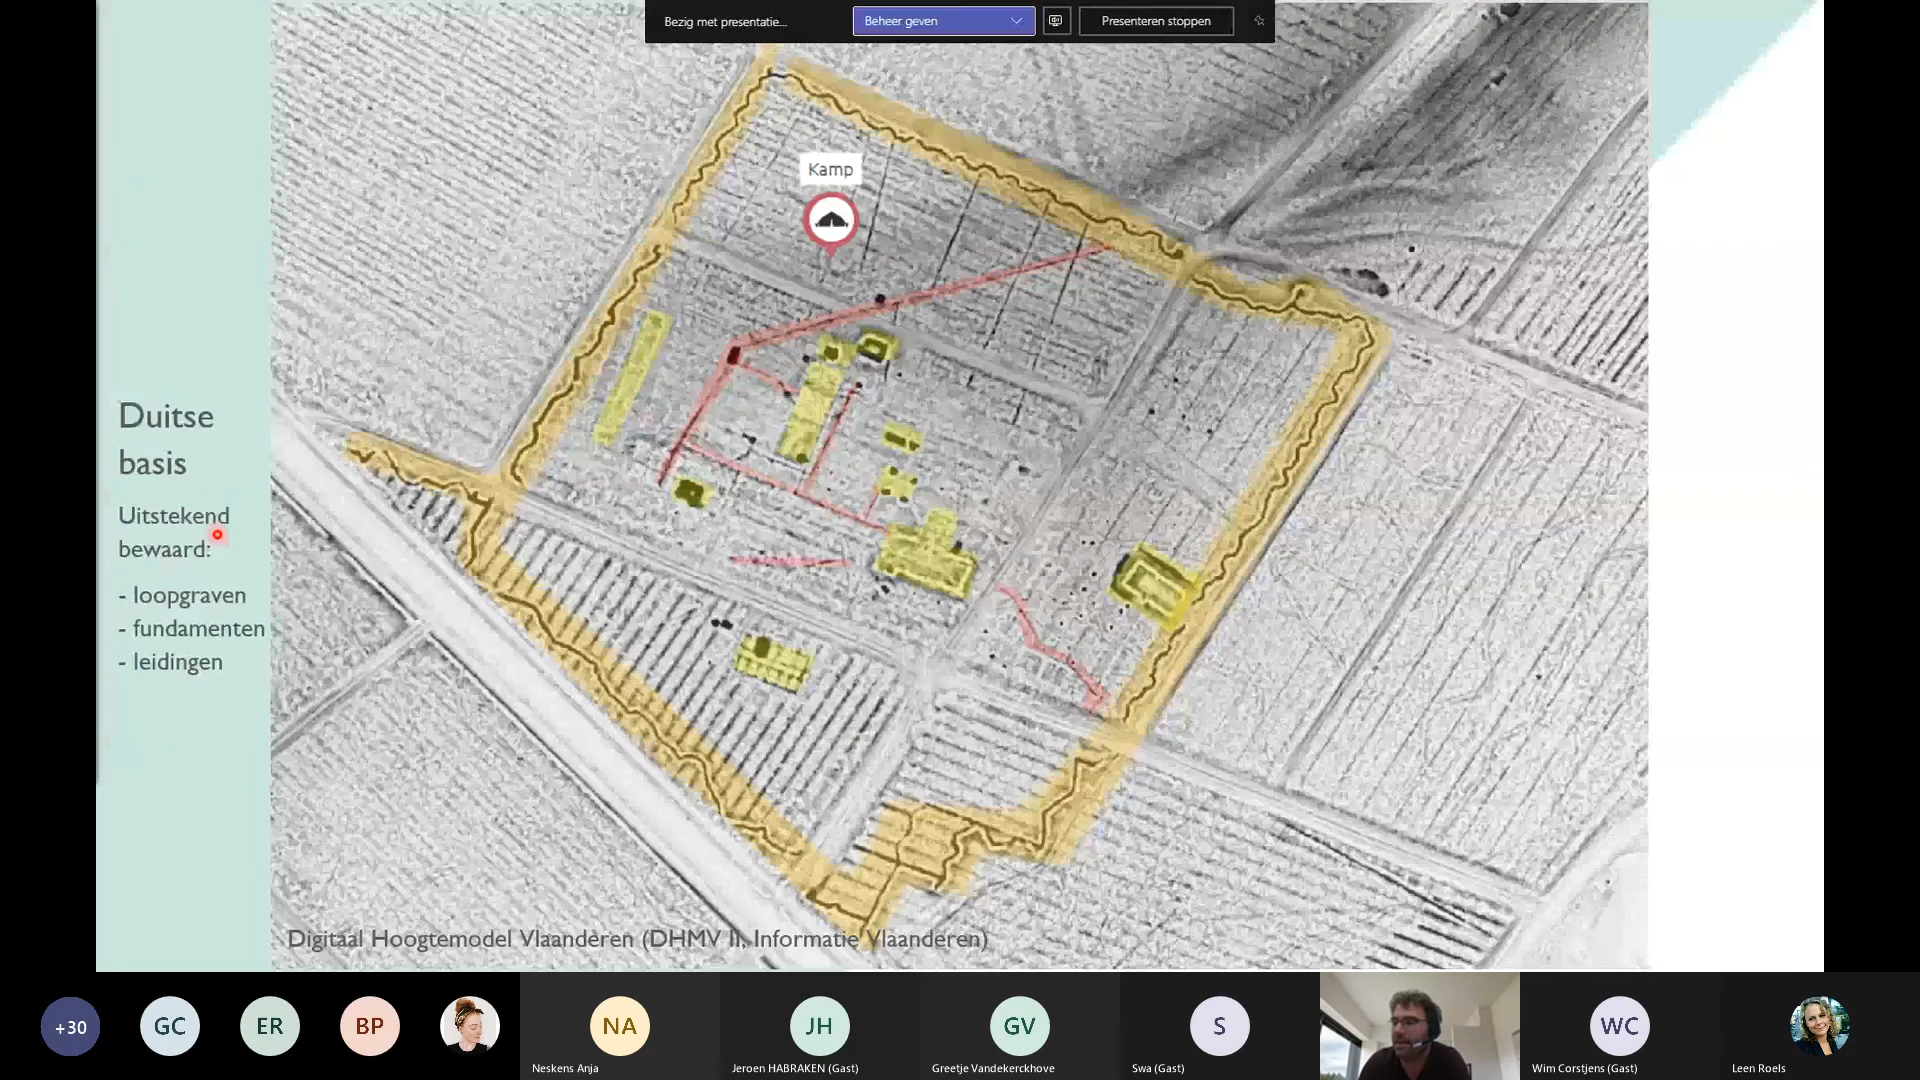 Bezig met presentatie...
Beheer geven
Presenteren stoppen
Kamp
Duitse
basis
Uitstekend
bewaard:
- loopgraven
- fundamenten
- leidingen
Digitaal Hoogtemodel Vlaanderen (DHMV II, Informatie Vlaanderen)
+30
GC
ER
BP
NA
JH
GV
S
WC
Neskens Anja
Jeroen HABRAKEN (Gast)
Greetje Vandekerckhove
Swa (Gast)
Wim Corstjens (Gast)
Leen Roels